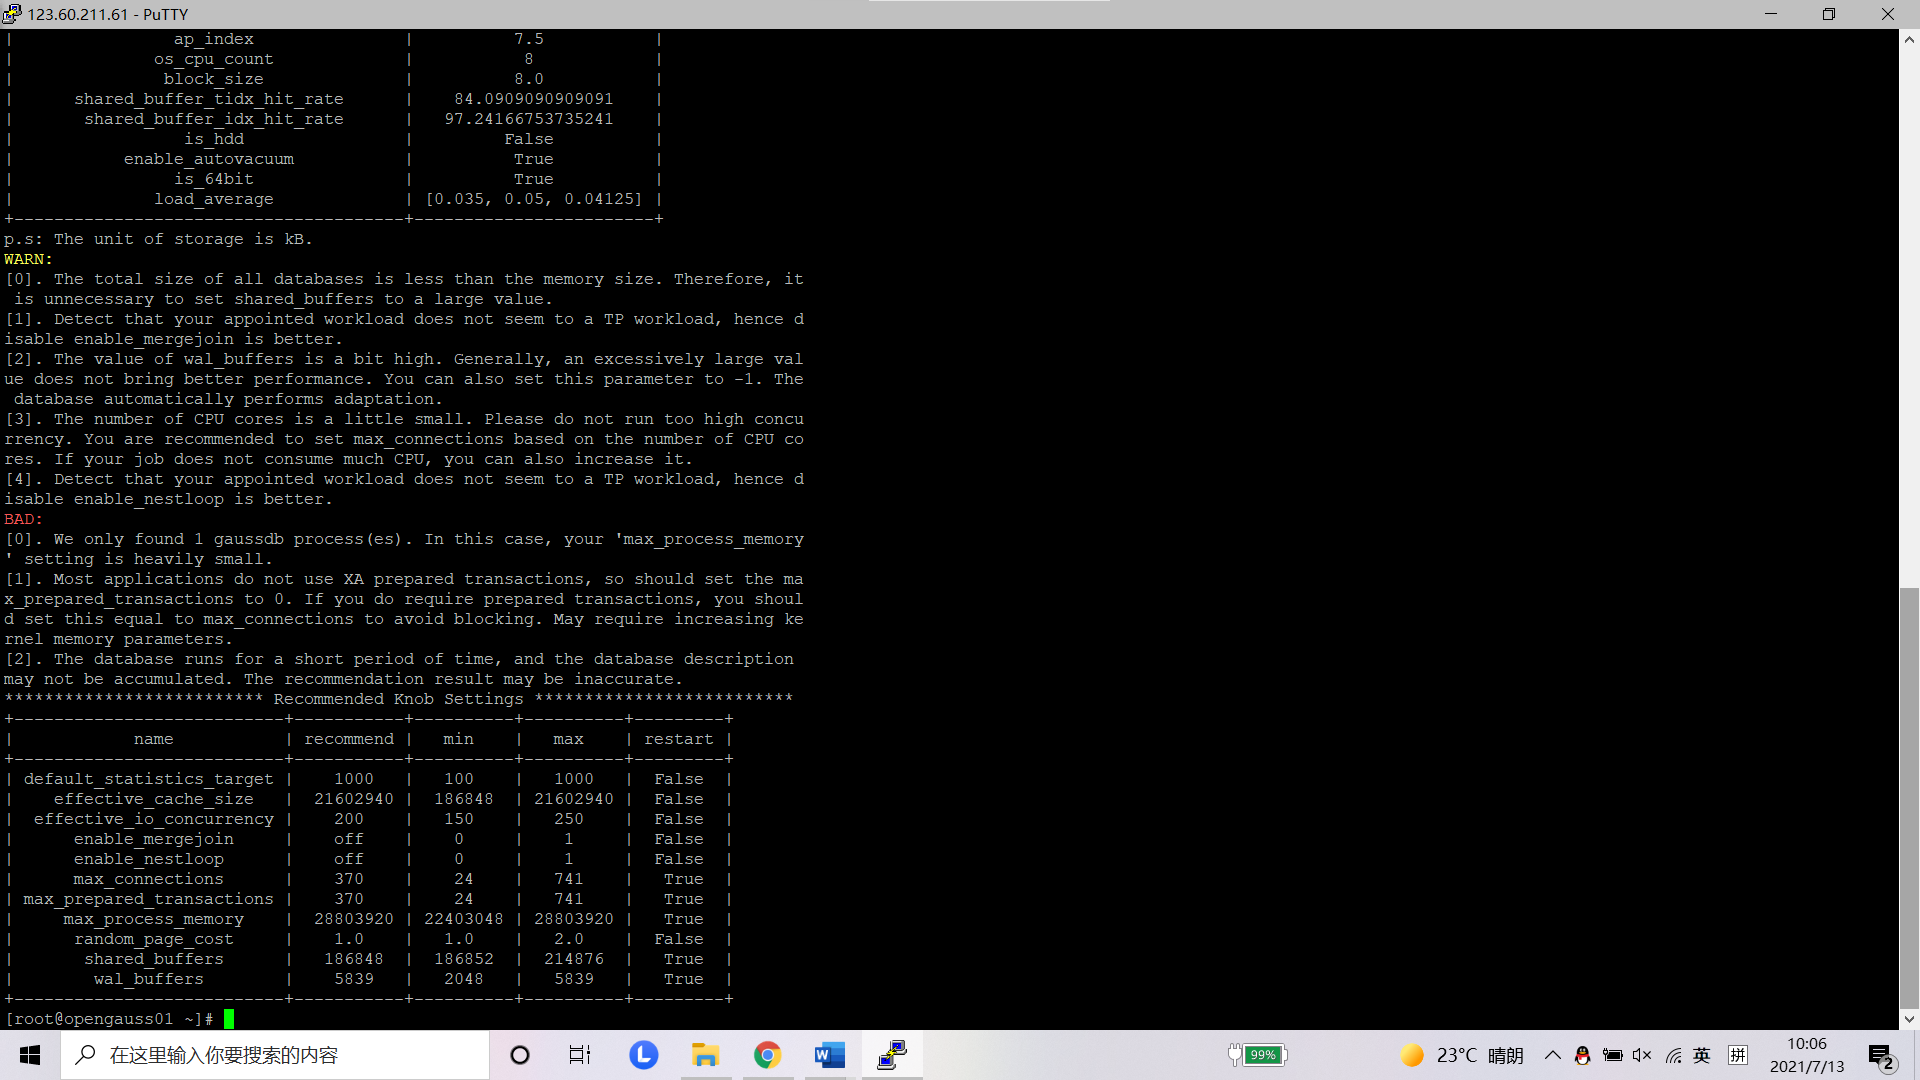 123.60.211.61 - PuTTY
|                ap_index                |          7.5           |
|              os_cpu_count              |           8            |
|               block_size               |          8.0           |
|      shared_buffer_tidx_hit_rate       |    84.0909090909091    |
|       shared_buffer_idx_hit_rate       |   97.24166753735241    |
|                 is_hdd                 |         False          |
|           enable_autovacuum            |          True          |
|                is_64bit                |          True          |
|              load_average              | [0.035, 0.05, 0.04125] |
+----------------------------------------+------------------------+
p.s: The unit of storage is kB.
WARN:
[0]. The total size of all databases is less than the memory size. Therefore, it
 is unnecessary to set shared_buffers to a large value.
[1]. Detect that your appointed workload does not seem to a TP workload, hence d
isable enable_mergejoin is better.
[2]. The value of wal_buffers is a bit high. Generally, an excessively large val
ue does not bring better performance. You can also set this parameter to -1. The
 database automatically performs adaptation.
[3]. The number of CPU cores is a little small. Please do not run too high concu
rrency. You are recommended to set max_connections based on the number of CPU co
res. If your job does not consume much CPU, you can also increase it.
[4]. Detect that your appointed workload does not seem to a TP workload, hence d
isable enable_nestloop is better.
BAD:
[0]. We only found 1 gaussdb process(es). In this case, your 'max_process_memory
' setting is heavily small.
[1]. Most applications do not use XA prepared transactions, so should set the ma
x_prepared_transactions to 0. If you do require prepared transactions, you shoul
d set this equal to max_connections to avoid blocking. May require increasing ke
rnel memory parameters.
[2]. The database runs for a short period of time, and the database description
may not be accumulated. The recommendation result may be inaccurate.
************************** Recommended Knob Settings **************************
+---------------------------+-----------+----------+----------+---------+
|            name           | recommend |   min    |   max    | restart |
+---------------------------+-----------+----------+----------+---------+
| default_statistics_target |    1000   |   100    |   1000   |  False  |
|    effective_cache_size   |  21602940 |  186848  | 21602940 |  False  |
|  effective_io_concurrency |    200    |   150    |   250    |  False  |
|      enable_mergejoin     |    off    |    0     |    1     |  False  |
|      enable_nestloop      |    off    |    0     |    1     |  False  |
|      max_connections      |    370    |    24    |   741    |   True  |
| max_prepared_transactions |    370    |    24    |   741    |   True  |
|     max_process_memory    |  28803920 | 22403048 | 28803920 |   True  |
|      random_page_cost     |    1.0    |   1.0    |   2.0    |  False  |
|       shared_buffers      |   186848  |  186852  |  214876  |   True  |
|        wal_buffers        |    5839   |   2048   |   5839   |   True  |
+---------------------------+-----------+----------+----------+---------+
[root@opengauss01 ~]#
在这里输入你要搜索的内容
99%
23°C 晴朗
英
拼
10:06
2021/7/13
2